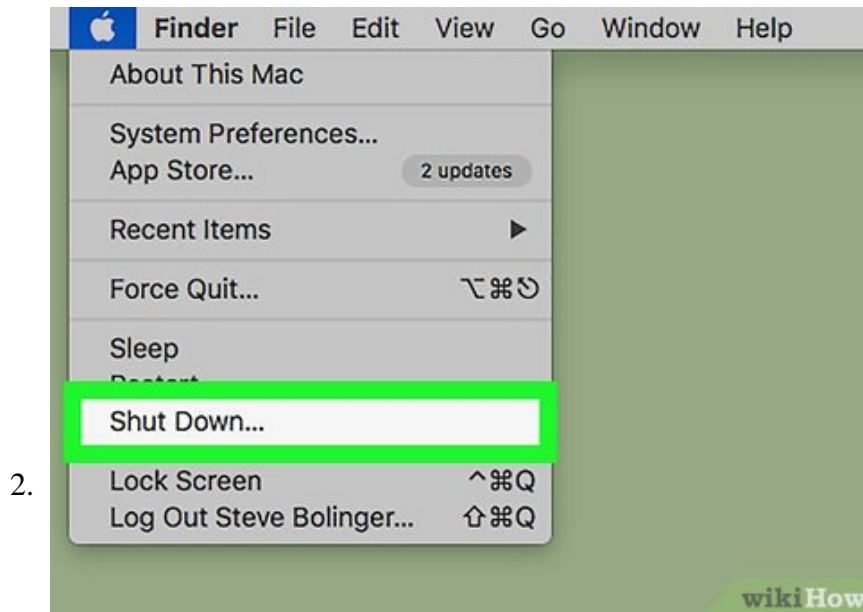 Finder File Edit View Go Window Help
About This Mac
System Preferences...
App Store... 2 updates
Recent Items ▶
Force Quit... ⌥⌘⎋
Sleep
Restart
Shut Down...
2.
Lock Screen ^⌘Q
Log Out Steve Bolinger... ⇧⌘Q
wikiHow